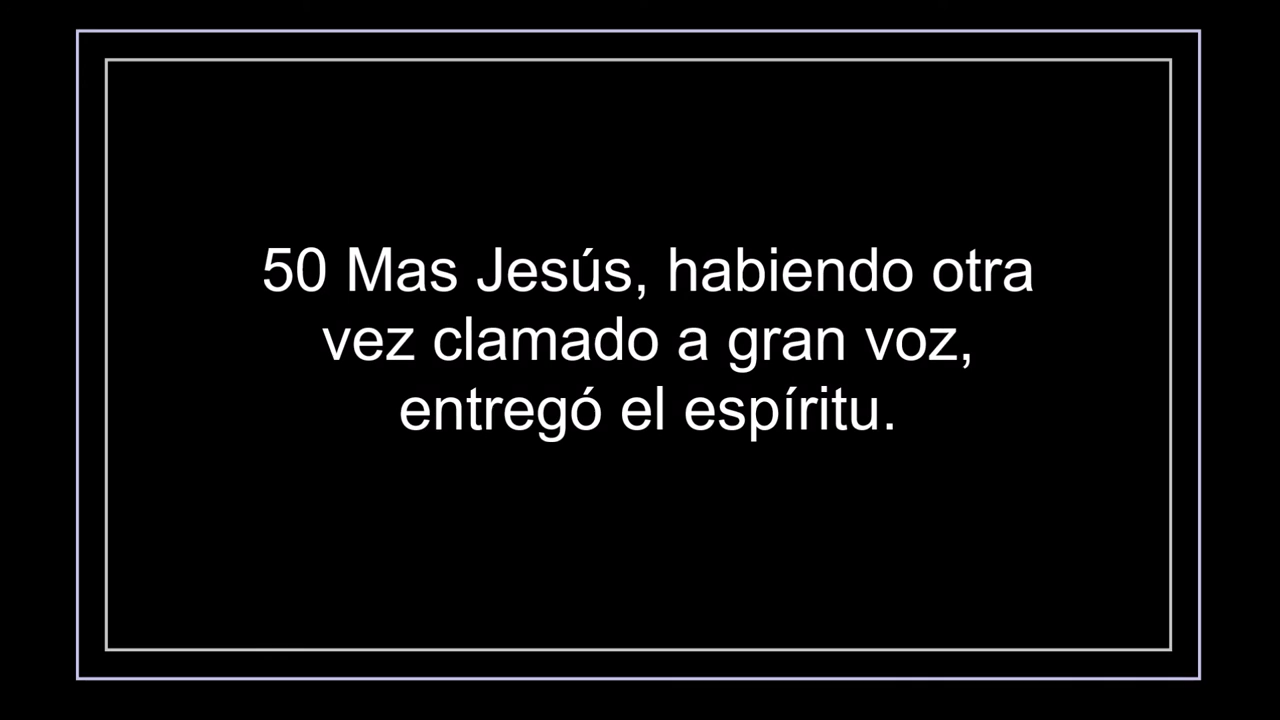 50 Mas Jesús, habiendo otra
vez clamado a gran voz,
entregó el espíritu.